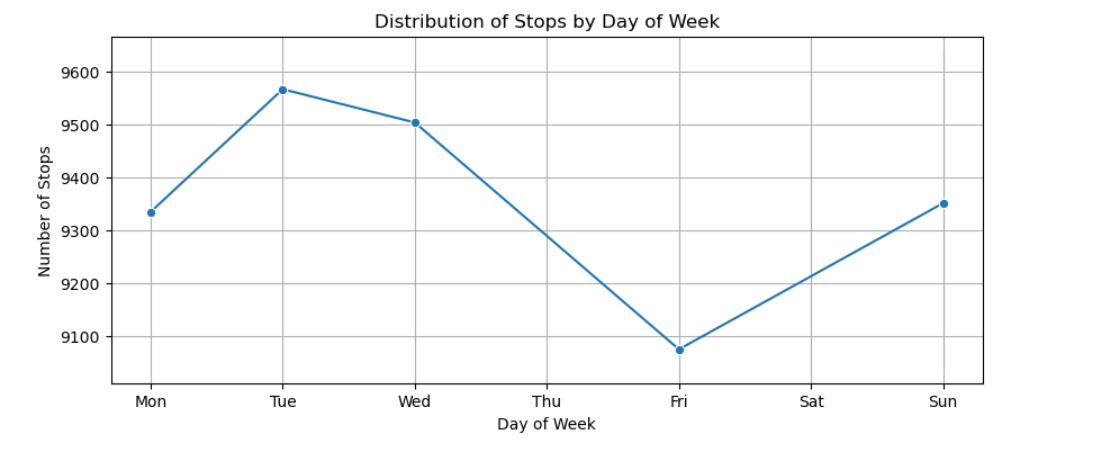 Distribution of Stops by Day of Week
9600
9500
9400
9300
9200
9100
Number of Stops
Mon Tue Wed Thu Fri Sat Sun
Day of Week